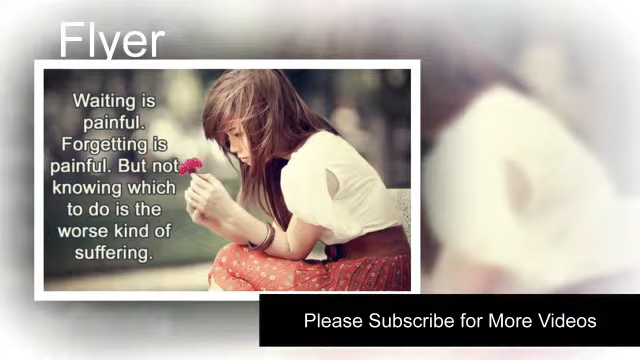 Flyer
Waiting is
painful.
Forgetting is
painful. But not
knowing which
to do is the
worse kind of
suffering.
Please Subscribe for More Videos